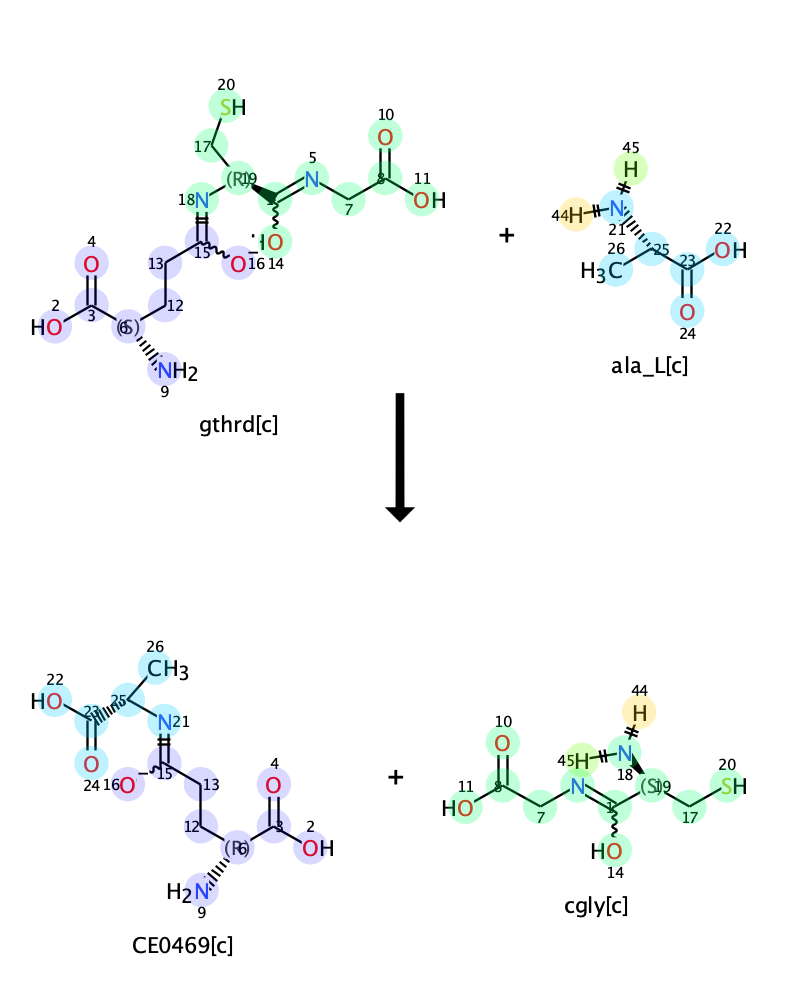 20
SH
17
(R)
19
5
N
10
O
8
11
OH
7
18
N
1
HO
14
4
O
13
15
O
−
16
2
HO
3
6
(S)
12
NH2
9
gthrd[c]
+
45
H
44
H
N
21
26
H3C
25
22
OH
23
O
24
ala_L[c]
26
CH3
22
HO
23
25
N
21
O
24
16
O
−
15
13
4
O
12
(R)
6
3
2
OH
H2N
9
CE0469[c]
+
10
O
11
HO
8
7
45
H
N
1
HO
14
44
H
N
18
(S)
19
17
20
SH
cgly[c]